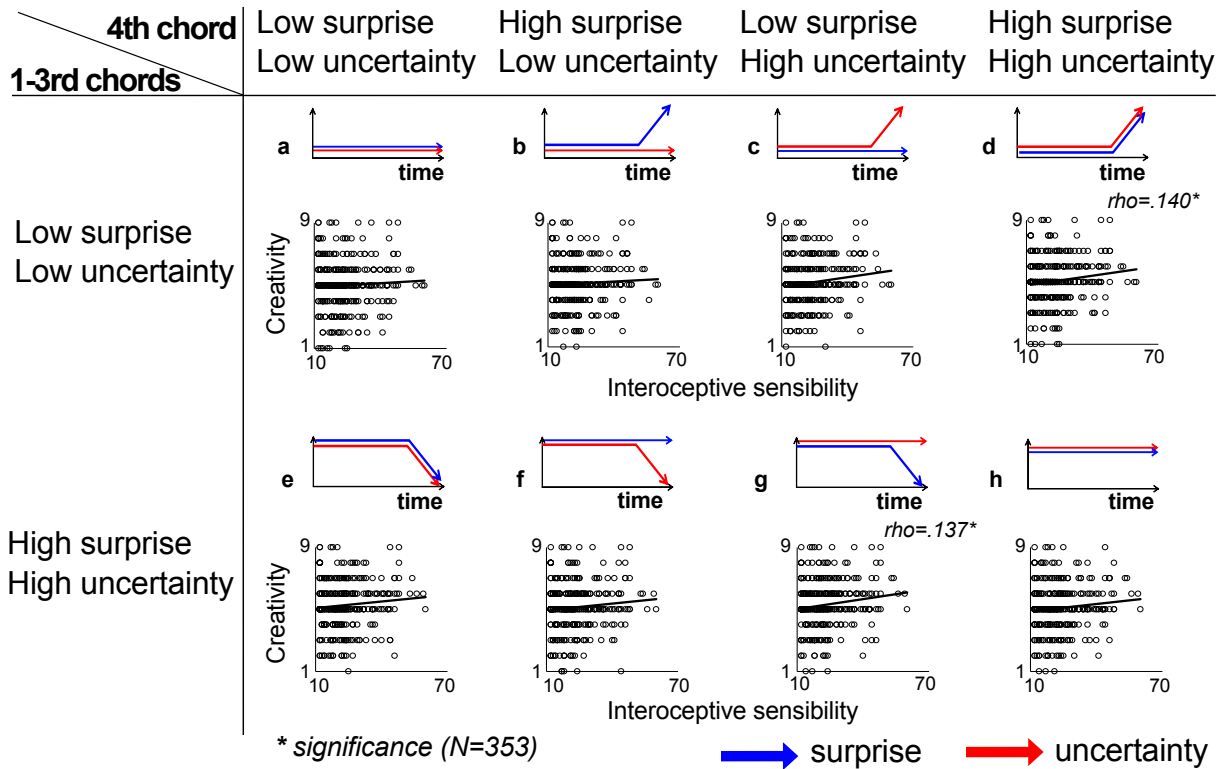 4th chord
1-3rd chords
Low surprise
Low uncertainty
High surprise
Low uncertainty
Low surprise
High uncertainty
High surprise
High uncertainty
Low surprise
Low uncertainty
a
time
b
time
c
time
d
time
rho=.140*
Creativity
9
1
10
9
1
10
70
9
1
10
70
9
1
10
70
Interoceptive sensibility
High surprise
High uncertainty
e
time
f
time
g
time
h
time
rho=.137*
Creativity
9
1
10
9
1
10
70
9
1
10
70
9
1
10
70
Interoceptive sensibility
* significance (N=353)
surprise
uncertainty